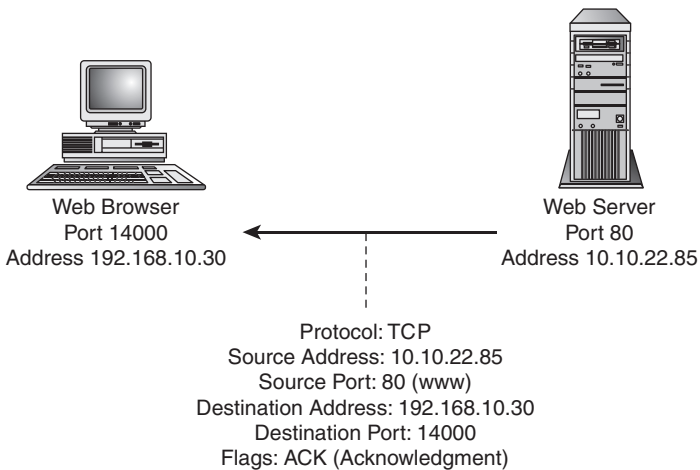 Web Browser
Port 14000
Address 192.168.10.30
Web Server
Port 80
Address 10.10.22.85
Protocol: TCP
Source Address: 10.10.22.85
Source Port: 80 (www)
Destination Address: 192.168.10.30
Destination Port: 14000
Flags: ACK (Acknowledgment)